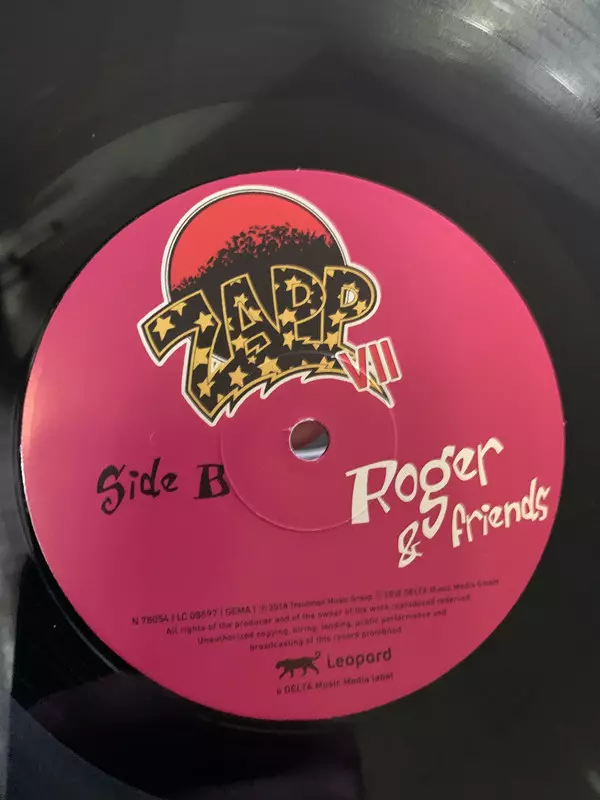 ZAPP
VII
Side B
Roger
& friends
N 78054 | LC 08597 | GEMA | ℗ 2018 Music Group © 2018 DELTA Music Media GmbH
All rights of the producer and of the owner of the work reproduced reserved.
Unauthorized copying, hiring, lending, public performance and
broadcasting of this record prohibited.
Leopard
a DELTA Music Media label